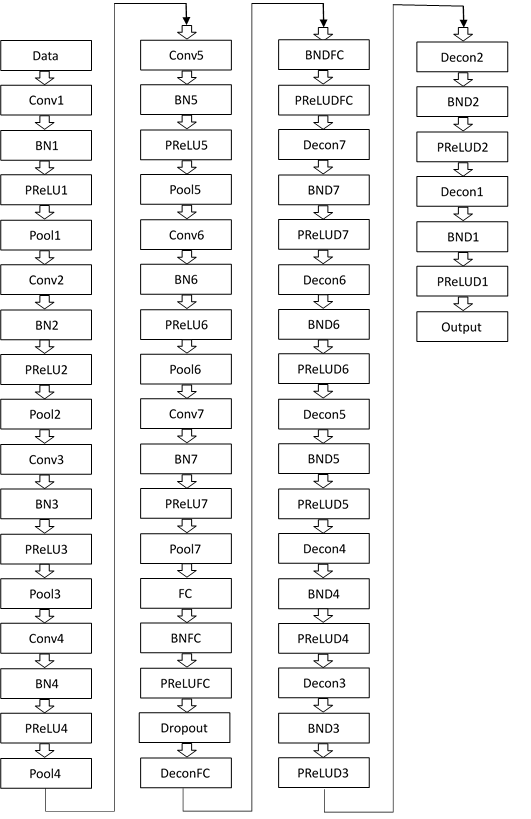 Data
Conv1
BN1
PReLU1
Pool1
Conv2
BN2
PReLU2
Pool2
Conv3
BN3
PReLU3
Pool3
Conv4
BN4
PReLU4
Pool4
Conv5
BN5
PReLU5
Pool5
Conv6
BN6
PReLU6
Pool6
Conv7
BN7
PReLU7
Pool7
FC
BNFC
PReLUFC
Dropout
DeconFC
BNDFC
PReLUDFC
Decon7
BND7
PReLUD7
Decon6
BND6
PReLUD6
Decon5
BND5
PReLUD5
Decon4
BND4
PReLUD4
Decon3
BND3
PReLUD3
Decon2
BND2
PReLUD2
Decon1
BND1
PReLUD1
Output